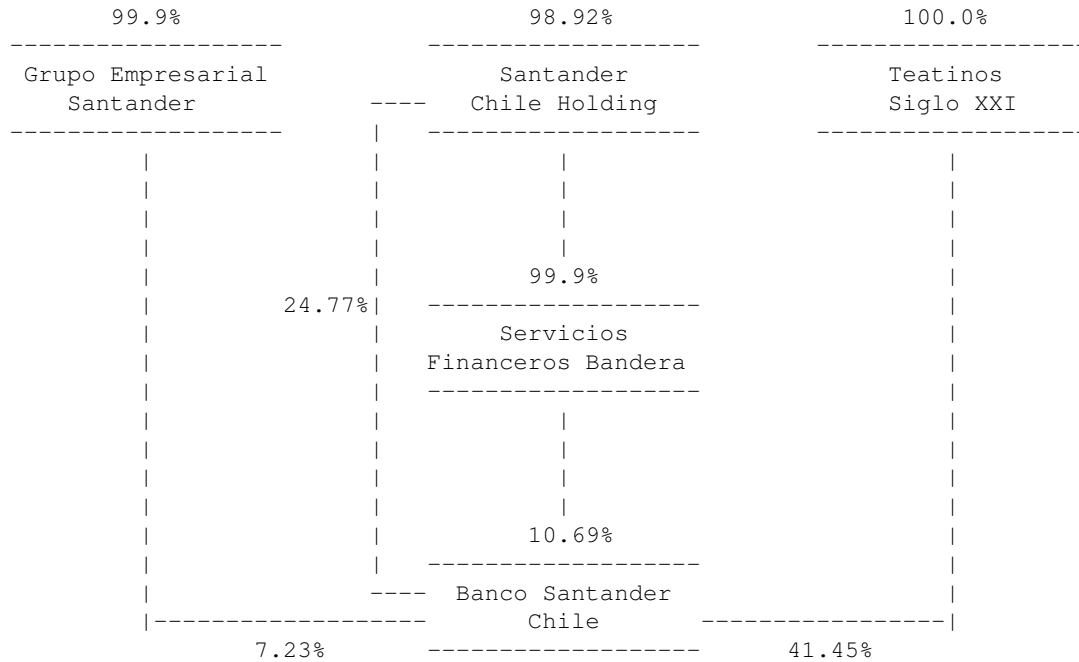 99.9% 98.92% 100.0%
Grupo Empresarial Santander Teatinos
Santander Chile Holding Siglo XXI
99.9%
24.77%
Servicios
Financeros Bandera
10.69%
Banco Santander
Chile
7.23% 41.45%